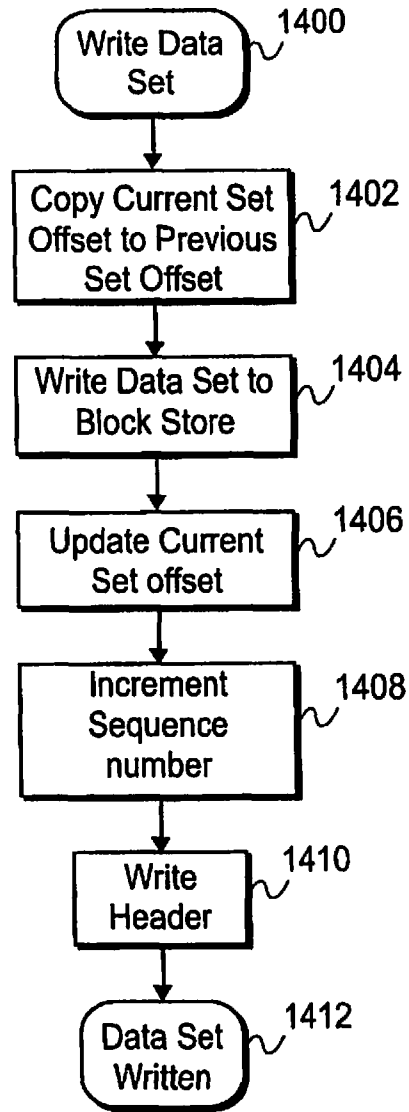 Write Data
Set
1400
Copy Current Set
Offset to Previous
Set Offset
1402
Write Data Set to
Block Store
1404
Update Current
Set offset
1406
Increment
Sequence
number
1408
Write
Header
1410
Data Set
Written
1412